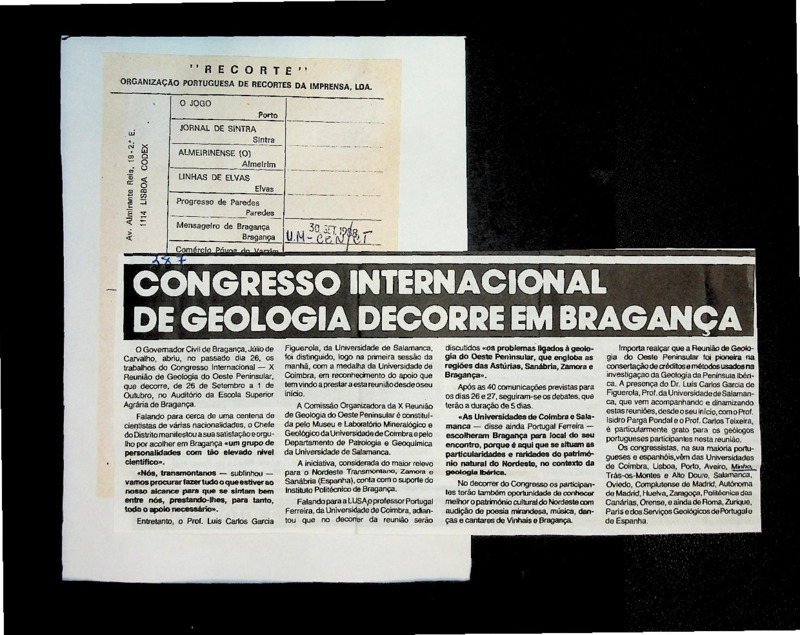 "RECORTE"
ORGANIZAÇÃO PORTUGUESA DE RECORTES DA IMPRENSA, LDA.
Av. Almirante Reis, 19-2.º E.
1114 LISBOA CODEX
O JOGO
Porto
JORNAL DE SINTRA
Sintra
ALMEIRINENSE (O)
Almeirim
LINHAS DE ELVAS
Elvas
Progresso de Paredes
Paredes
Mensageiro de Bragança
Bragança
30 SET. 1988
U.M-CENTCT
Comércio Póvoa de Varzim
387
CONGRESSO INTERNACIONAL
DE GEOLOGIA DECORRE EM BRAGANÇA
O Governador Civil de Bragança, Júlio de
Carvalho, abriu, no passado dia 26, os
trabalhos do Congresso Internacional — X
Reunião de Geologia do Oeste Peninsular,
que decorre, de 26 de Setembro a 1 de
Outubro, no Auditório da Escola Superior
Agrária de Bragança.
Falando para cerca de uma centena de
cientistas de várias nacionalidades, o Chefe
do Distrito manifestou a sua satisfação e orgu-
lho por acolher em Bragança «um grupo de
personalidades com tão elevado nível
científico».
«Nós, transmontanos — sublinhou —
vamos procurar fazer tudo o que estiver ao
nosso alcance para que se sintam bem
entre nós, prestando-lhes, para tanto,
todo o apoio necessário».
Entretanto, o Prof. Luis Carlos Garcia
Figuerola, da Universidade de Salamanca,
foi distinguido, logo na primeira sessão da
manhã, com a medalha da Universidade de
Coimbra, em reconhecimento do apoio que
tem vindo a prestar a esta reunião desde o seu
início.
A Comissão Organizadora da X Reunião
de Geologia do Oeste Peninsular é constituí-
da pelo Museu e Laboratório Mineralógico e
Geológico da Universidade de Coimbra e pelo
Departamento de Patrologia e Geoquímica
da Universidade de Salamanca.
A iniciativa, considerada do maior relevo
para o Nordeste Transmontano, Zamora e
Sanábria (Espanha), conta com o suporte do
Instituto Politécnico de Bragança.
Falando para a LUSA o professor Portugal
Ferreira, da Universidade de Coimbra, adian-
tou que no decorrer da reunião serão
discutidos «os problemas ligados à geolo-
gia do Oeste Peninsular, que engloba as
regiões das Astúrias, Sanábria, Zamora e
Bragança».
Após as 40 comunicações previstas para
os dias 26 e 27, seguiram-se os debates, que
terão a duração de 5 dias.
«As Universidades de Coimbra e Sala-
manca — disse ainda Portugal Ferreira —
escolheram Bragança para local do seu
encontro, porque é aqui que se situam as
particularidades e raridades do patrimó-
nio natural do Nordeste, no contexto da
geologia Ibérica.
No decorrer do Congresso os participan-
tes terão também oportunidade de conhecer
melhor o património cultural do Nordeste com
audição de poesia mirandesa, música, dan-
ças e cantares de Vinhais e Bragança.
Importa realçar que a Reunião de Geolo-
gia do Oeste Peninsular foi pioneira na
consertação de créditos e métodos usados na
investigação da Geologia da Península Ibéri-
ca. A presença do Dr. Luís Carlos Garcia de
Figuerola, Prof. da Universidade de Salaman-
ca, que vem acompanhando e dinamizando
estas reuniões, desde o seu início, com o Prof.
Isidro Parga Pondal e o Prof. Carlos Teixeira,
é particularmente grato para os geólogos
portugueses participantes nesta reunião.
Os congressistas, na sua maioria portu-
gueses e espanhóis, vêm das Universidades
de Coimbra, Lisboa, Porto, Aveiro, Minho,
Trás-os-Montes e Alto Douro, Salamanca,
Oviedo, Complutense de Madrid, Autónoma
de Madrid, Huelva, Zaragoça, Politécnica das
Canárias, Orense, e ainda de Roma, Zurique,
Paris e dos Serviços Geológicos de Portugal e
de Espanha.